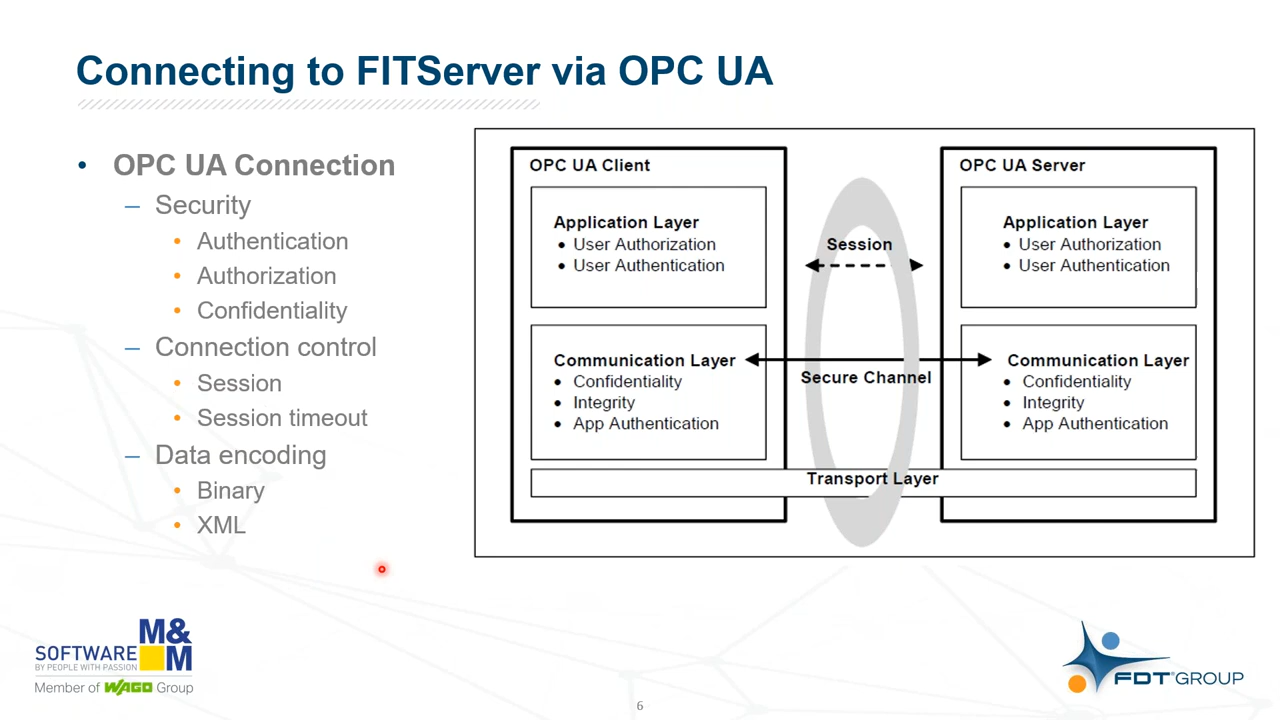 Connecting to FITServer via OPC UA
• OPC UA Connection
– Security
• Authentication
• Authorization
• Confidentiality
– Connection control
• Session
• Session timeout
– Data encoding
• Binary
• XML
OPC UA Client
Application Layer
• User Authorization
• User Authentication
Communication Layer
• Confidentiality
• Integrity
• App Authentication
Session
Secure Channel
Transport Layer
OPC UA Server
Application Layer
• User Authorization
• User Authentication
Communication Layer
• Confidentiality
• Integrity
• App Authentication
M&M
SOFTWARE
BY PEOPLE WITH PASSION
Member of WAGO Group
6
FDT® GROUP